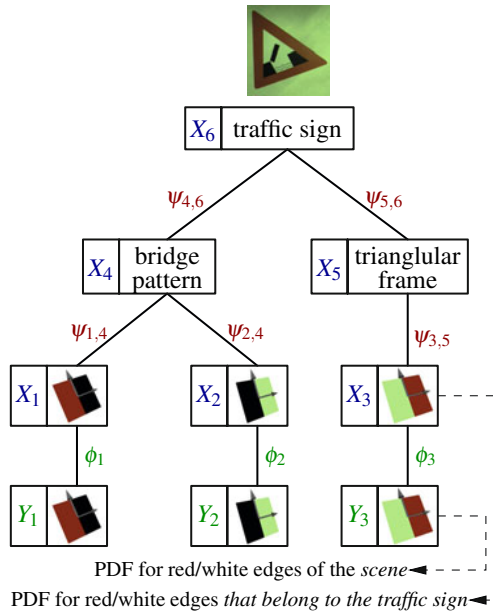 X6 traffic sign
ψ4,6 ψ5,6
X4 bridge pattern
X5 trianglular frame
ψ1,4 ψ2,4 ψ3,5
X1 X2 X3
ϕ1 ϕ2 ϕ3
Y1 Y2 Y3
PDF for red/white edges of the scene
PDF for red/white edges that belong to the traffic sign